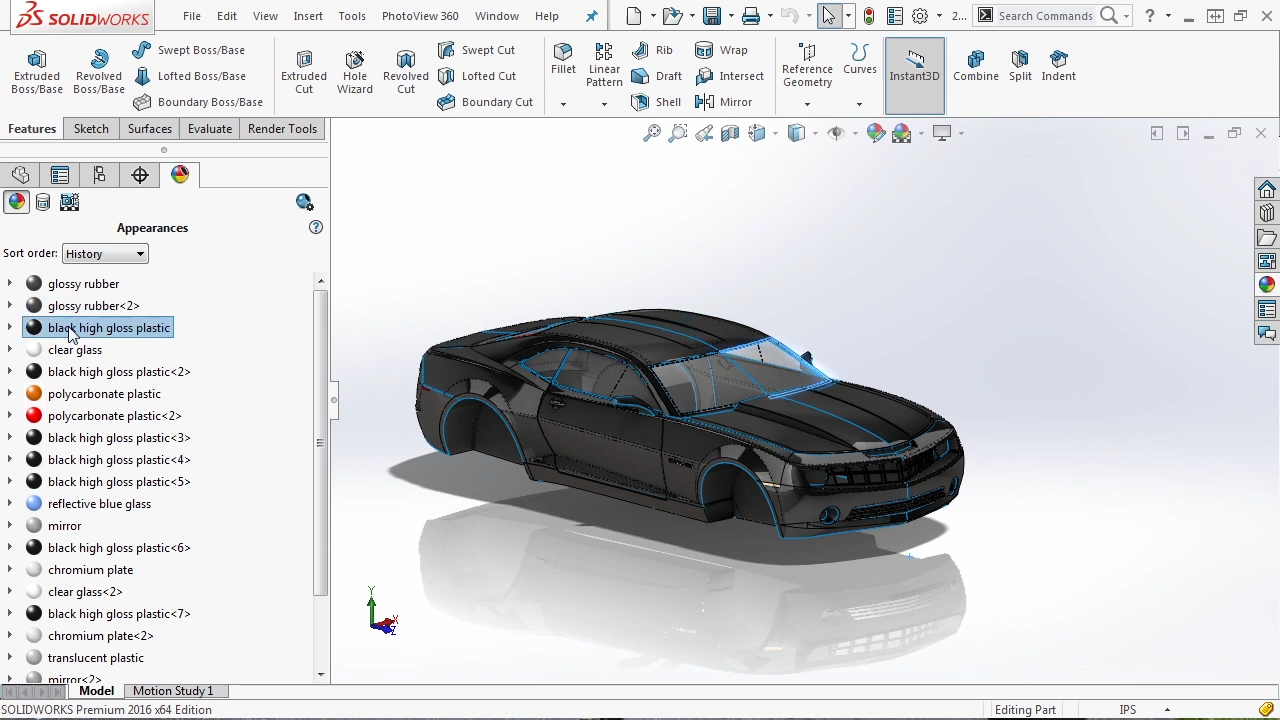 SOLIDWORKS
File Edit View Insert Tools PhotoView 360 Window Help 2... Search Commands ?
Extruded Boss/Base
Revolved Boss/Base
Swept Boss/Base
Lofted Boss/Base
Boundary Boss/Base
Extruded Cut
Hole Wizard
Revolved Cut
Swept Cut
Lofted Cut
Boundary Cut
Fillet
Linear Pattern
Rib
Draft
Shell
Wrap
Intersect
Mirror
Reference Geometry
Curves
Instant3D
Combine
Split
Indent
Features Sketch Surfaces Evaluate Render Tools
Appearances ?
Sort order: History
glossy rubber
glossy rubber<2>
black high gloss plastic
clear glass
black high gloss plastic<2>
polycarbonate plastic
polycarbonate plastic<2>
black high gloss plastic<3>
black high gloss plastic<4>
black high gloss plastic<5>
reflective blue glass
mirror
black high gloss plastic<6>
chromium plate
clear glass<2>
black high gloss plastic<7>
chromium plate<2>
translucent plastic
mirror<2>
Y
X
Z
Model Motion Study 1
SOLIDWORKS Premium 2016 x64 Edition Editing Part IPS